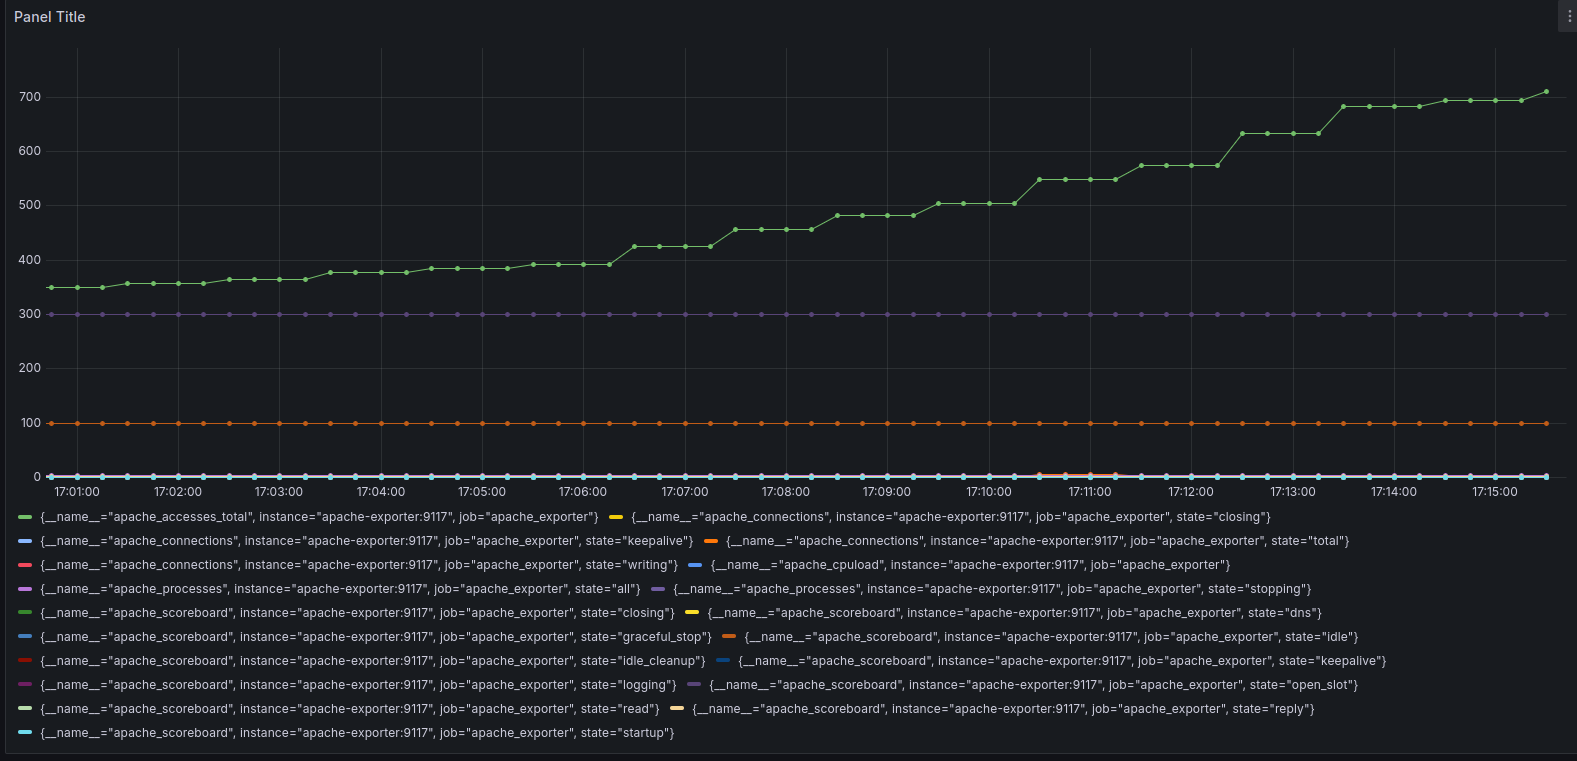 Panel Title
700
600
500
400
300
200
100
0
17:01:00 17:02:00 17:03:00 17:04:00 17:05:00 17:06:00 17:07:00 17:08:00 17:09:00 17:10:00 17:11:00 17:12:00 17:13:00 17:14:00 17:15:00
{__name__="apache_accesses_total", instance="apache-exporter:9117", job="apache_exporter"} {__name__="apache_connections", instance="apache-exporter:9117", job="apache_exporter", state="closing"}
{__name__="apache_connections", instance="apache-exporter:9117", job="apache_exporter", state="keepalive"} {__name__="apache_connections", instance="apache-exporter:9117", job="apache_exporter", state="total"}
{__name__="apache_connections", instance="apache-exporter:9117", job="apache_exporter", state="writing"} {__name__="apache_cpuload", instance="apache-exporter:9117", job="apache_exporter"}
{__name__="apache_processes", instance="apache-exporter:9117", job="apache_exporter", state="all"} {__name__="apache_processes", instance="apache-exporter:9117", job="apache_exporter", state="stopping"}
{__name__="apache_scoreboard", instance="apache-exporter:9117", job="apache_exporter", state="closing"} {__name__="apache_scoreboard", instance="apache-exporter:9117", job="apache_exporter", state="dns"}
{__name__="apache_scoreboard", instance="apache-exporter:9117", job="apache_exporter", state="graceful_stop"} {__name__="apache_scoreboard", instance="apache-exporter:9117", job="apache_exporter", state="idle"}
{__name__="apache_scoreboard", instance="apache-exporter:9117", job="apache_exporter", state="idle_cleanup"} {__name__="apache_scoreboard", instance="apache-exporter:9117", job="apache_exporter", state="keepalive"}
{__name__="apache_scoreboard", instance="apache-exporter:9117", job="apache_exporter", state="logging"} {__name__="apache_scoreboard", instance="apache-exporter:9117", job="apache_exporter", state="open_slot"}
{__name__="apache_scoreboard", instance="apache-exporter:9117", job="apache_exporter", state="read"} {__name__="apache_scoreboard", instance="apache-exporter:9117", job="apache_exporter", state="reply"}
{__name__="apache_scoreboard", instance="apache-exporter:9117", job="apache_exporter", state="startup"}